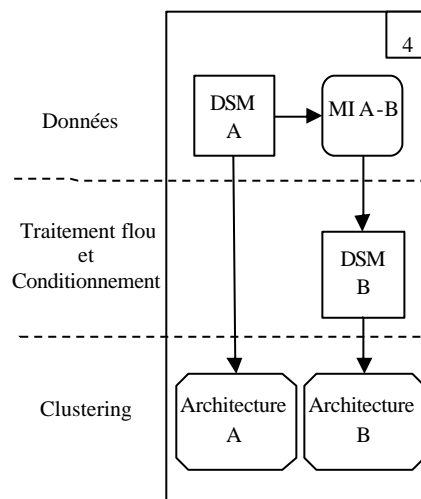 4
Données
DSM
A
MI A-B
Traitement flou
et
Conditionnement
DSM
B
Clustering
Architecture
A
Architecture
B